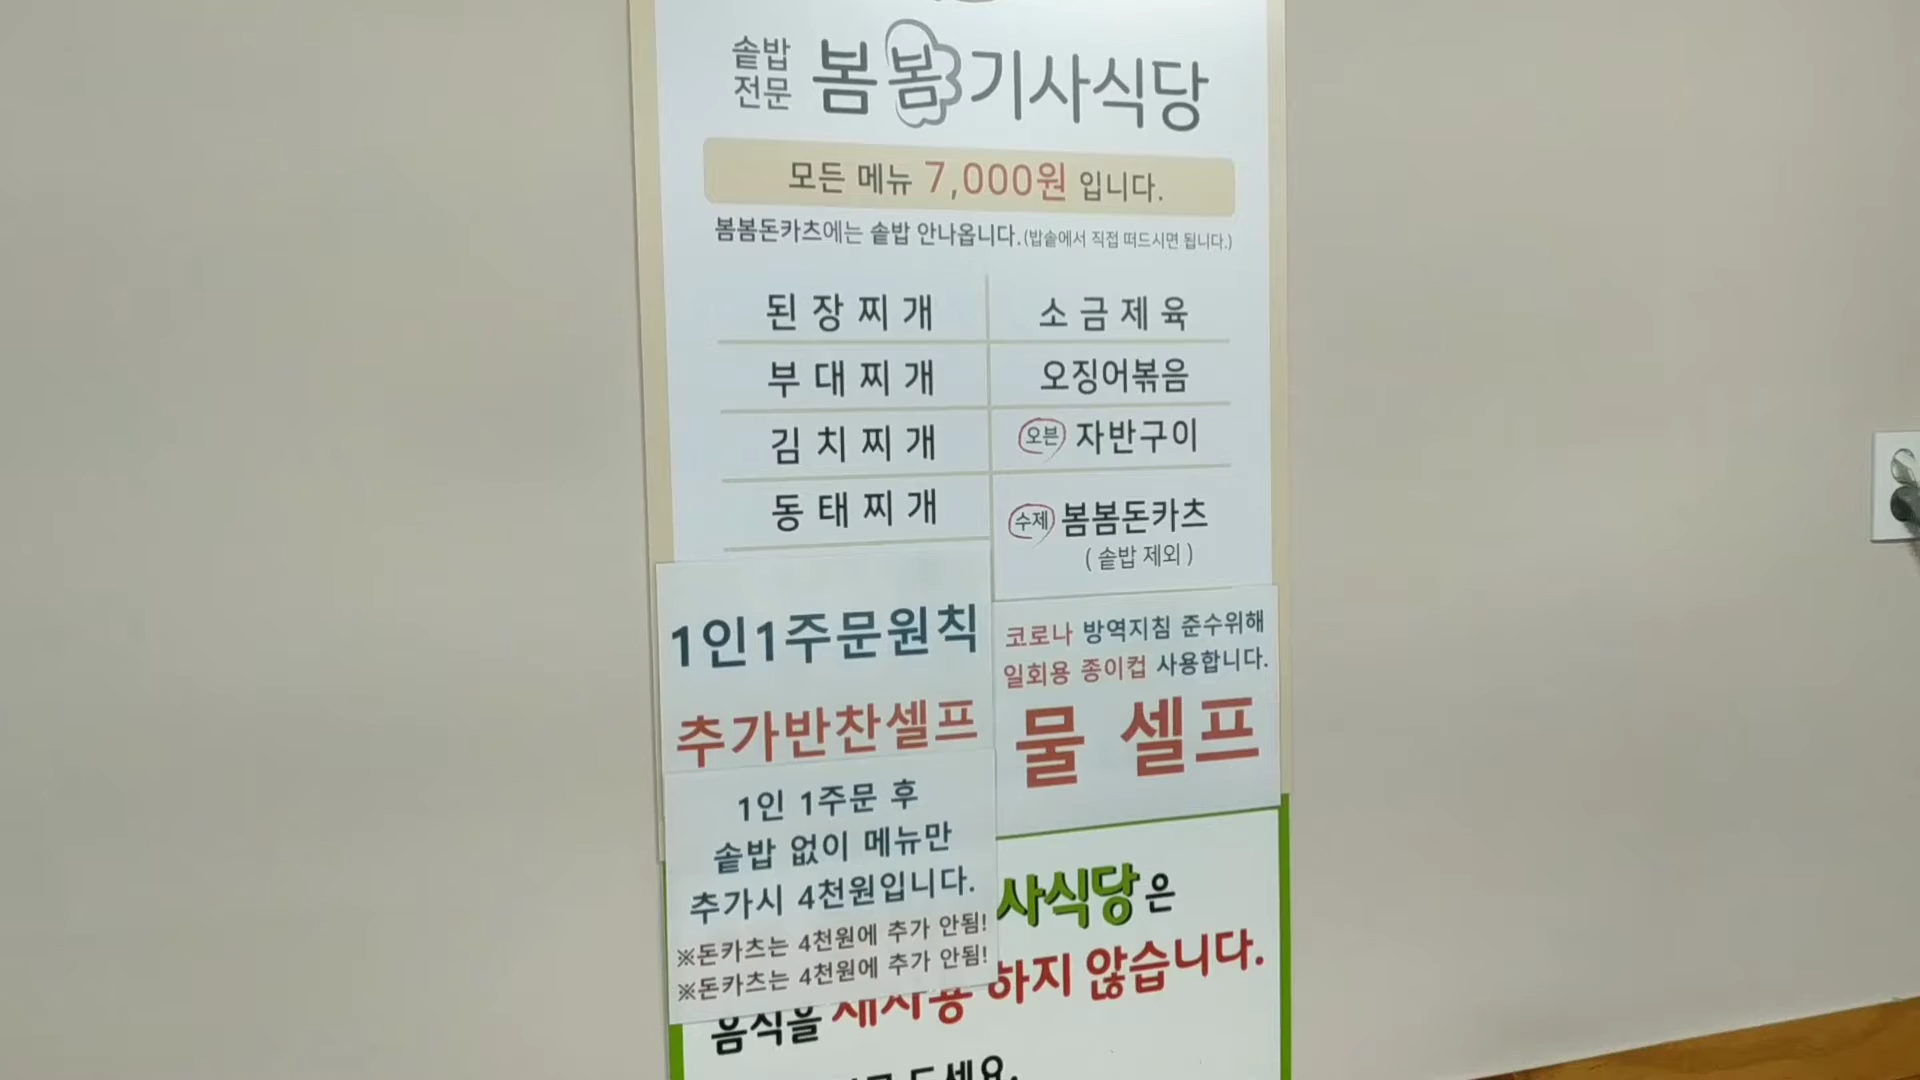 솥밥
전문
봄봄기사식당
모든 메뉴 7,000원 입니다.
봄봄돈카츠에는 솥밥 안나옵니다.(밥솥에서 직접 떠드시면 됩니다.)
된장찌개
소금제육
부대찌개
오징어볶음
김치찌개
오븐 자반구이
동태찌개
수제 봄봄돈카츠
(솥밥 제외)
1인1주문원칙
추가반찬셀프
코로나 방역지침 준수위해
일회용 종이컵 사용합니다.
물 셀프
1인 1주문 후
솥밥 없이 메뉴만
추가시 4천원입니다.
※돈카츠는 4천원에 추가 안됨!
※돈카츠는 4천원에 추가 안됨!
사식당은
음식을 재사용 하지 않습니다.
드세요.